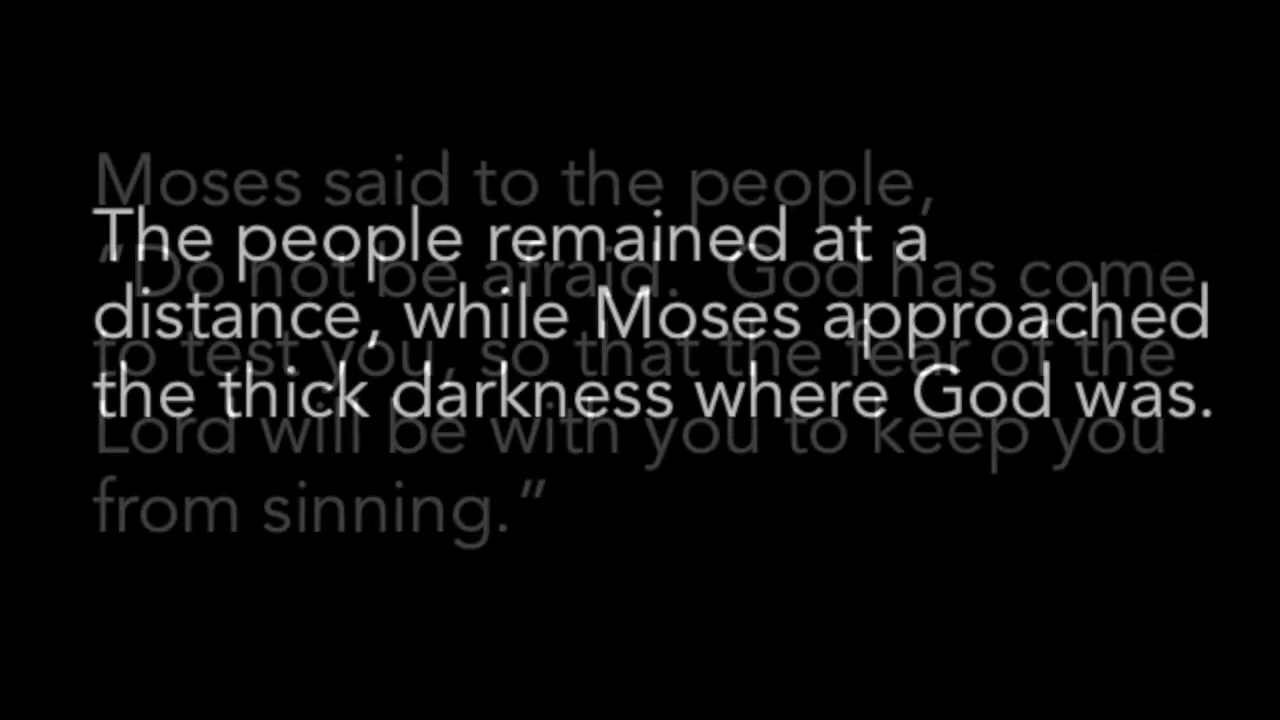 Moses said to the people,
“Do not be afraid. God has come
to test you, so that the fear of the
Lord will be with you to keep you
from sinning.”
The people remained at a
distance, while Moses approached
the thick darkness where God was.